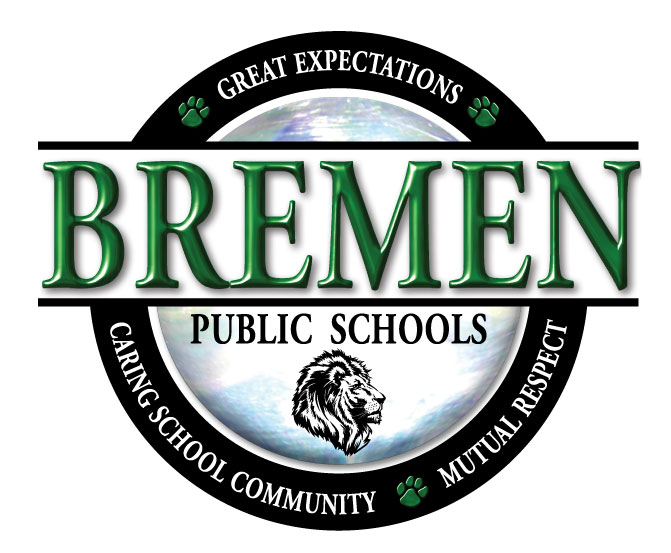 GREAT EXPECTATIONS
BREMEN
PUBLIC SCHOOLS
CARING SCHOOL COMMUNITY
MUTUAL RESPECT